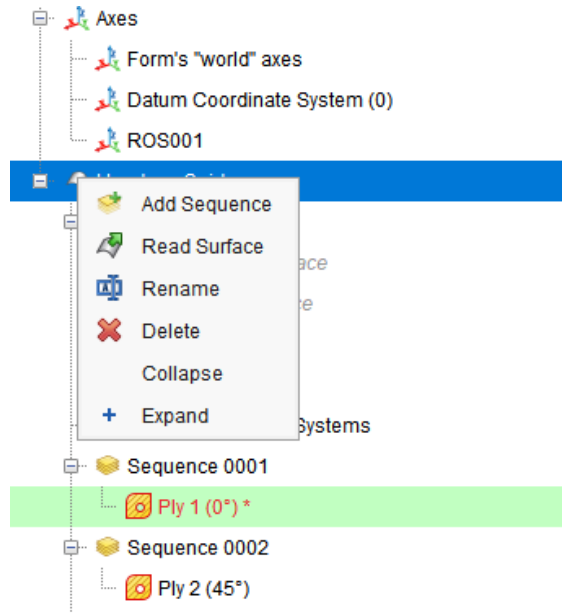 Axes
Form's "world" axes
Datum Coordinate System (0)
ROS001
Add Sequence
Read Surface
ace
Rename
e
Delete
Collapse
Expand
Systems
Sequence 0001
Ply 1 (0°) *
Sequence 0002
Ply 2 (45°)